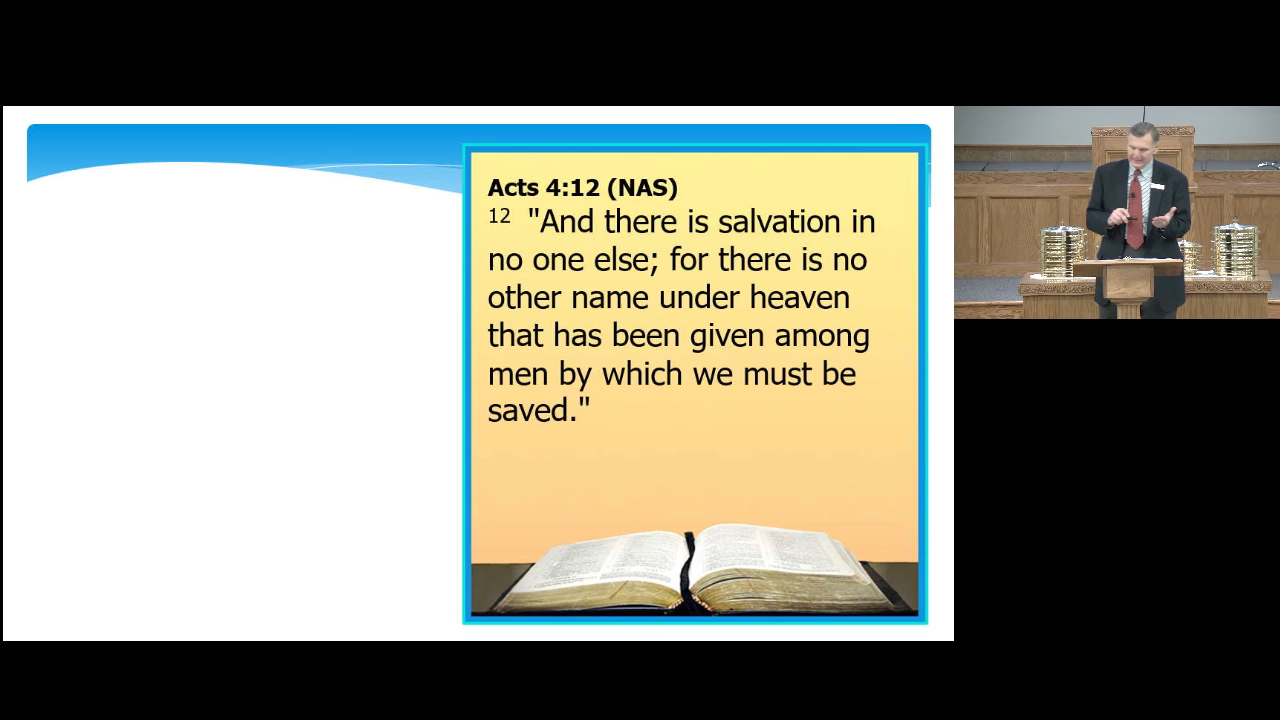 Acts 4:12 (NAS)
12 "And there is salvation in
no one else; for there is no
other name under heaven
that has been given among
men by which we must be
saved."